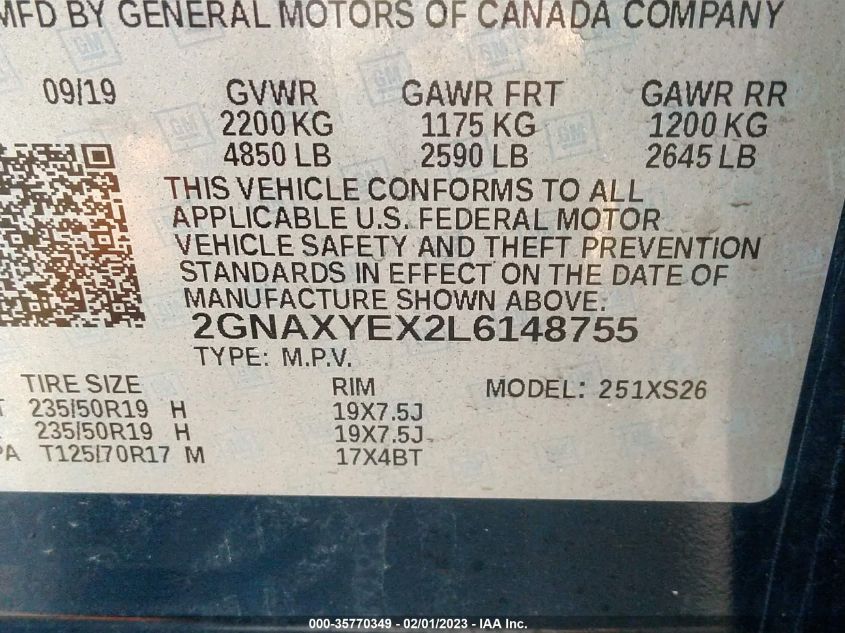 MFD BY GENERAL MOTORS OF CANADA COMPANY
09/19 GVWR GAWR FRT GAWR RR
2200 KG 1175 KG 1200 KG
4850 LB 2590 LB 2645 LB
THIS VEHICLE CONFORMS TO ALL
APPLICABLE U.S. FEDERAL MOTOR
VEHICLE SAFETY AND THEFT PREVENTION
STANDARDS IN EFFECT ON THE DATE OF
MANUFACTURE SHOWN ABOVE:
2GNAXYEX2L6148755
TYPE: M.P.V.
TIRE SIZE RIM MODEL: 251XS26
235/50R19 H 19X7.5J
235/50R19 H 19X7.5J
PA T125/70R17 M 17X4BT
000-35770349 - 02/01/2023 - IAA Inc.